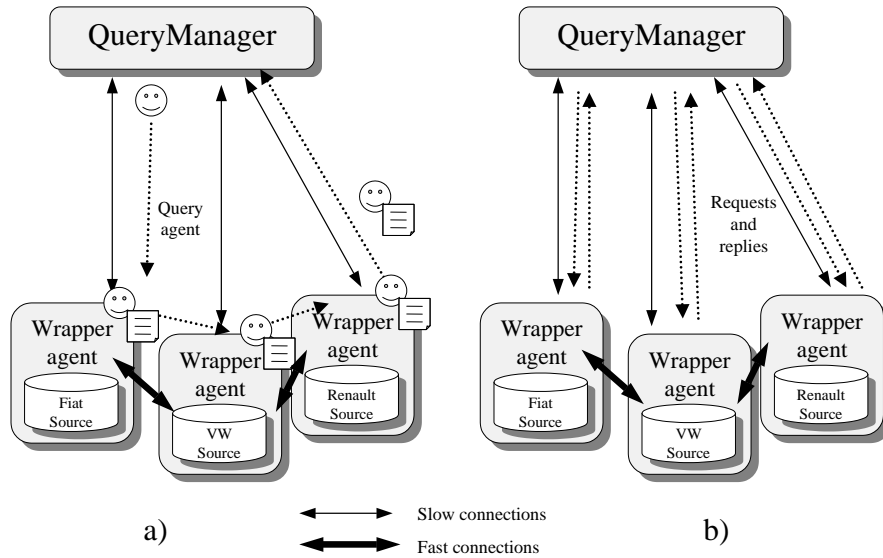 QueryManager
Query
agent
Wrapper
agent
Fiat
Source
Wrapper
agent
VW
Source
Wrapper
agent
Renault
Source
a)
QueryManager
Requests
and
replies
Wrapper
agent
Fiat
Source
Wrapper
agent
VW
Source
Wrapper
agent
Renault
Source
b)
Slow connections
Fast connections